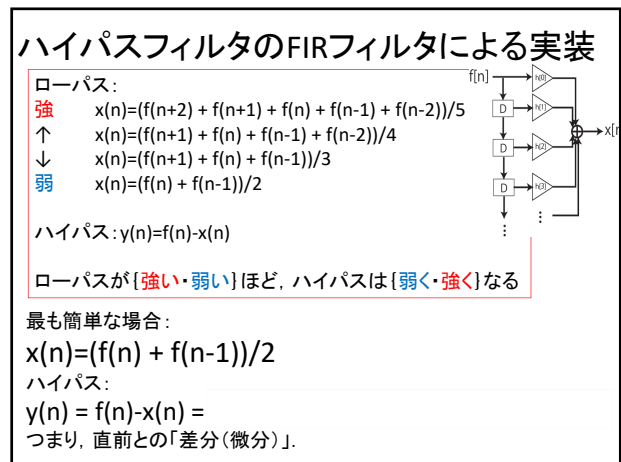 ハイパスフィルタのFIRフィルタによる実装
ローパス:
強 x(n)=(f(n+2) + f(n+1) + f(n) + f(n-1) + f(n-2))/5
↑ x(n)=(f(n+1) + f(n) + f(n-1) + f(n-2)/4
↓ x(n)=(f(n+1) + f(n) + f(n-1))/3
弱 x(n)=(f(n) + f(n-1))/2
ハイパス:y(n)=f(n)-x(n)
ローパスが{強い・弱い}ほど,ハイパスは{弱く・強く}なる
f[n]
h(0)
D
h(1)
x[n
D
h(2)
D
h(3)
⋮
⋮
最も簡単な場合:
x(n)=(f(n) + f(n-1))/2
ハイパス:
y(n) = f(n)-x(n) =
つまり,直前との「差分(微分)」.